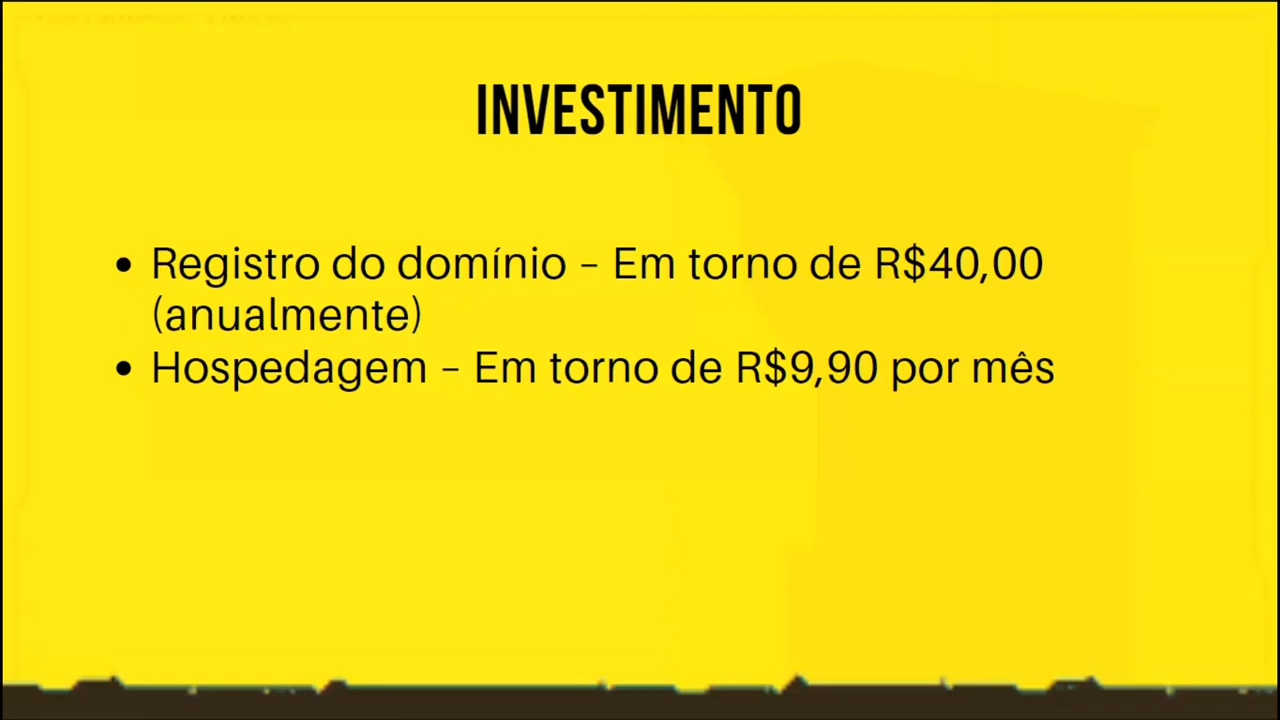 INVESTIMENTO
• Registro do domínio – Em torno de R$40,00
(anualmente)
• Hospedagem – Em torno de R$9,90 por mês